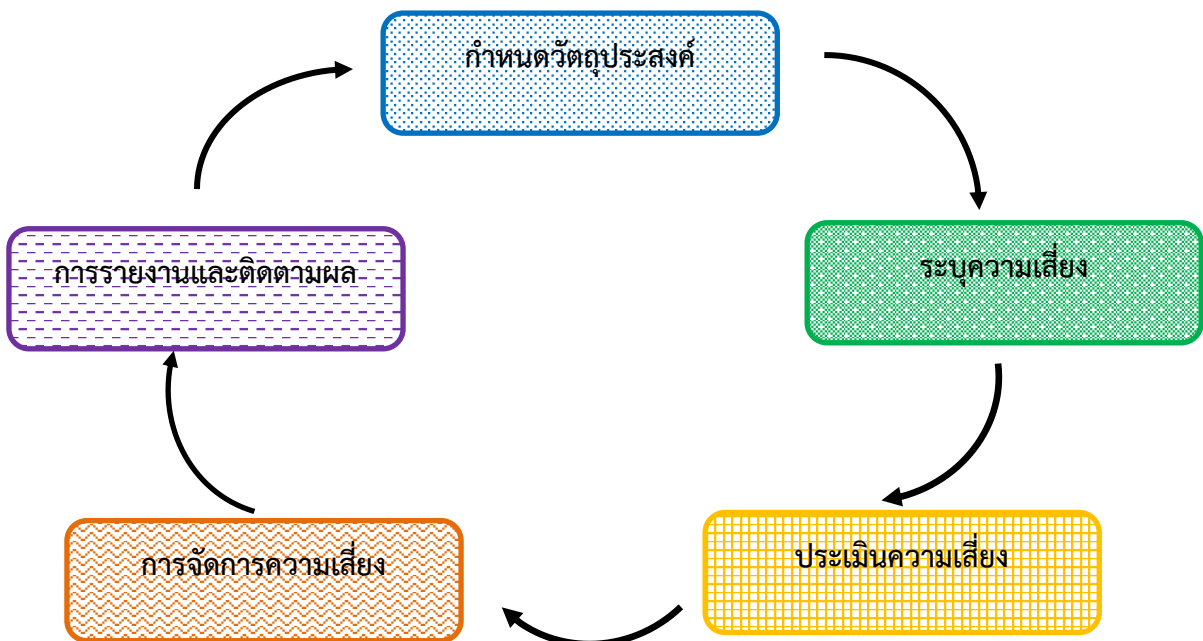 กำหนดวัตถุประสงค์
ระบุความเสี่ยง
ประเมินความเสี่ยง
การจัดการความเสี่ยง
การรายงานและติดตามผล